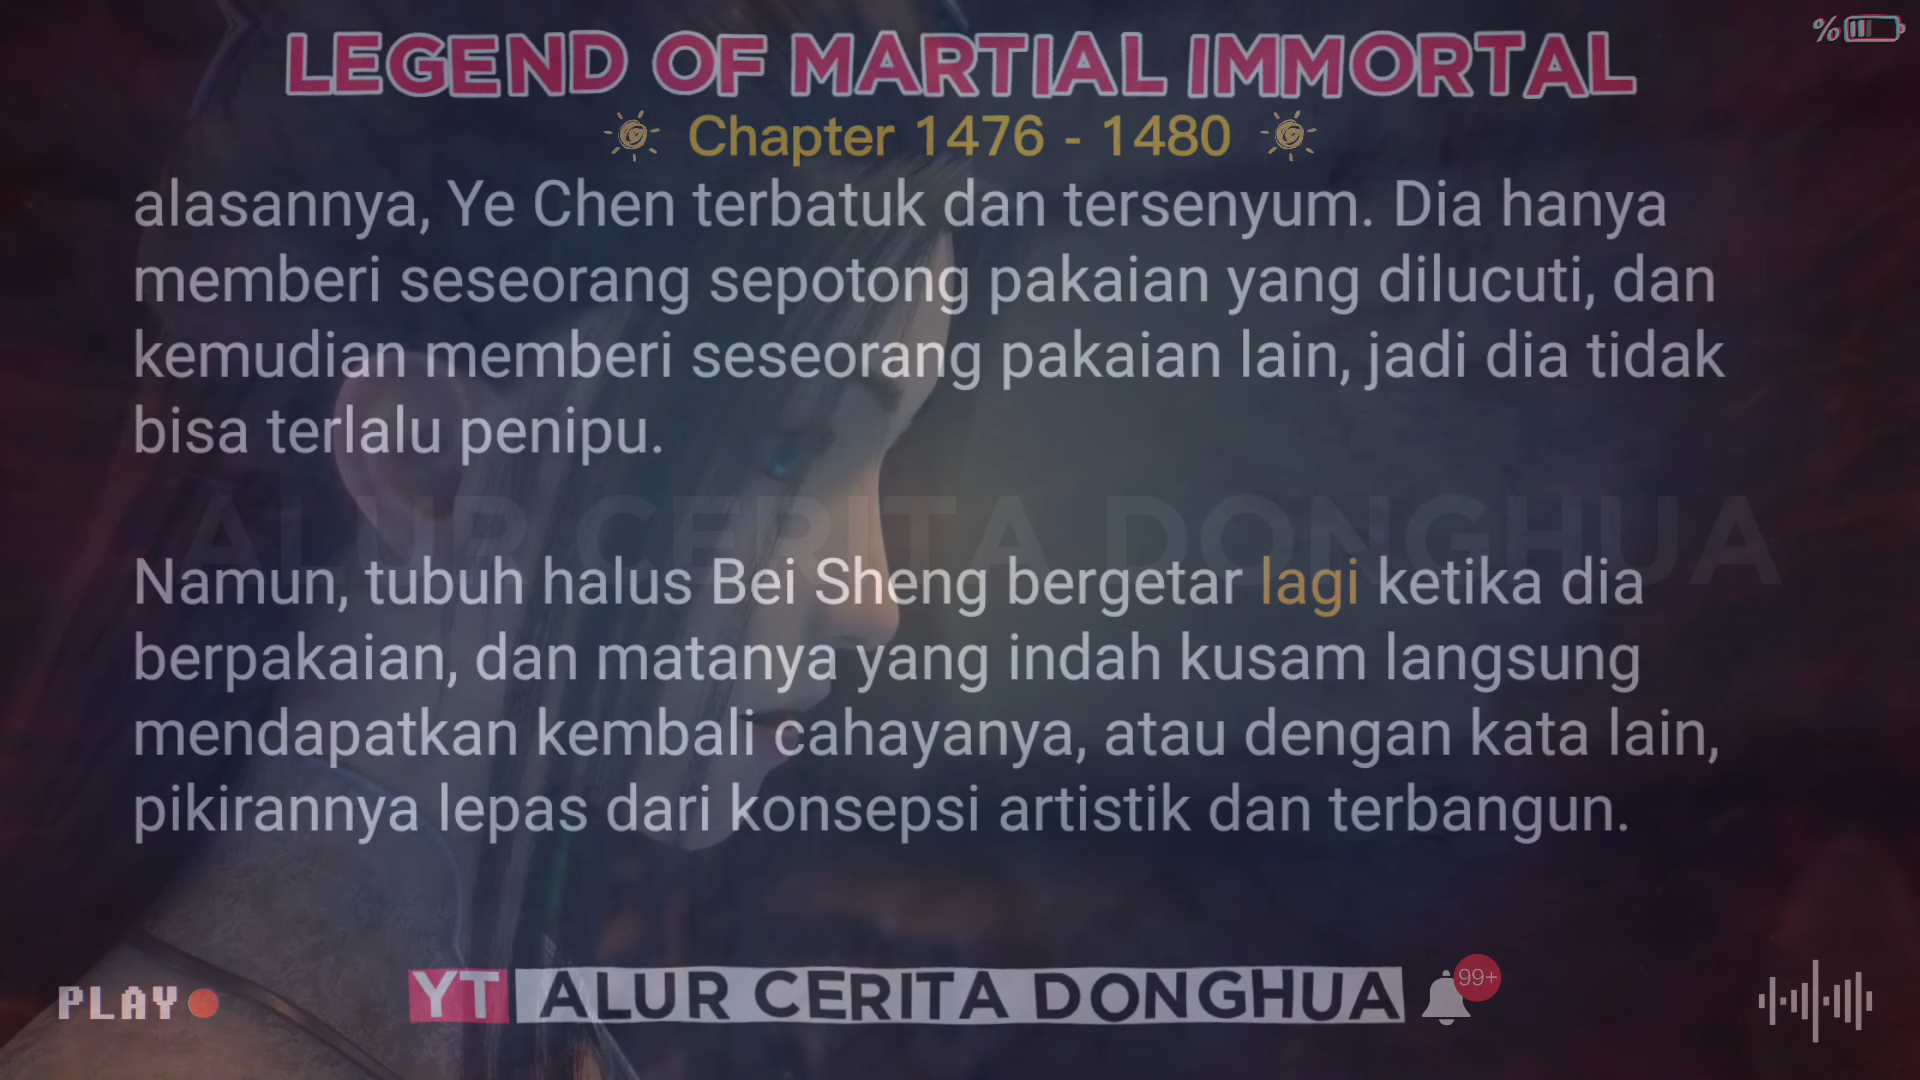 LEGEND OF MARTIAL IMMORTAL
%
Chapter 1476 - 1480
alasannya, Ye Chen terbatuk dan tersenyum. Dia hanya
memberi seseorang sepotong pakaian yang dilucuti, dan
kemudian memberi seseorang pakaian lain, jadi dia tidak
bisa terlalu penipu.
ALUR CERITA DONGHUA
Namun, tubuh halus Bei Sheng bergetar lagi ketika dia
berpakaian, dan matanya yang indah kusam langsung
mendapatkan kembali cahayanya, atau dengan kata lain,
pikirannya lepas dari konsepsi artistik dan terbangun.
PLAY
YT ALUR CERITA DONGHUA
99+